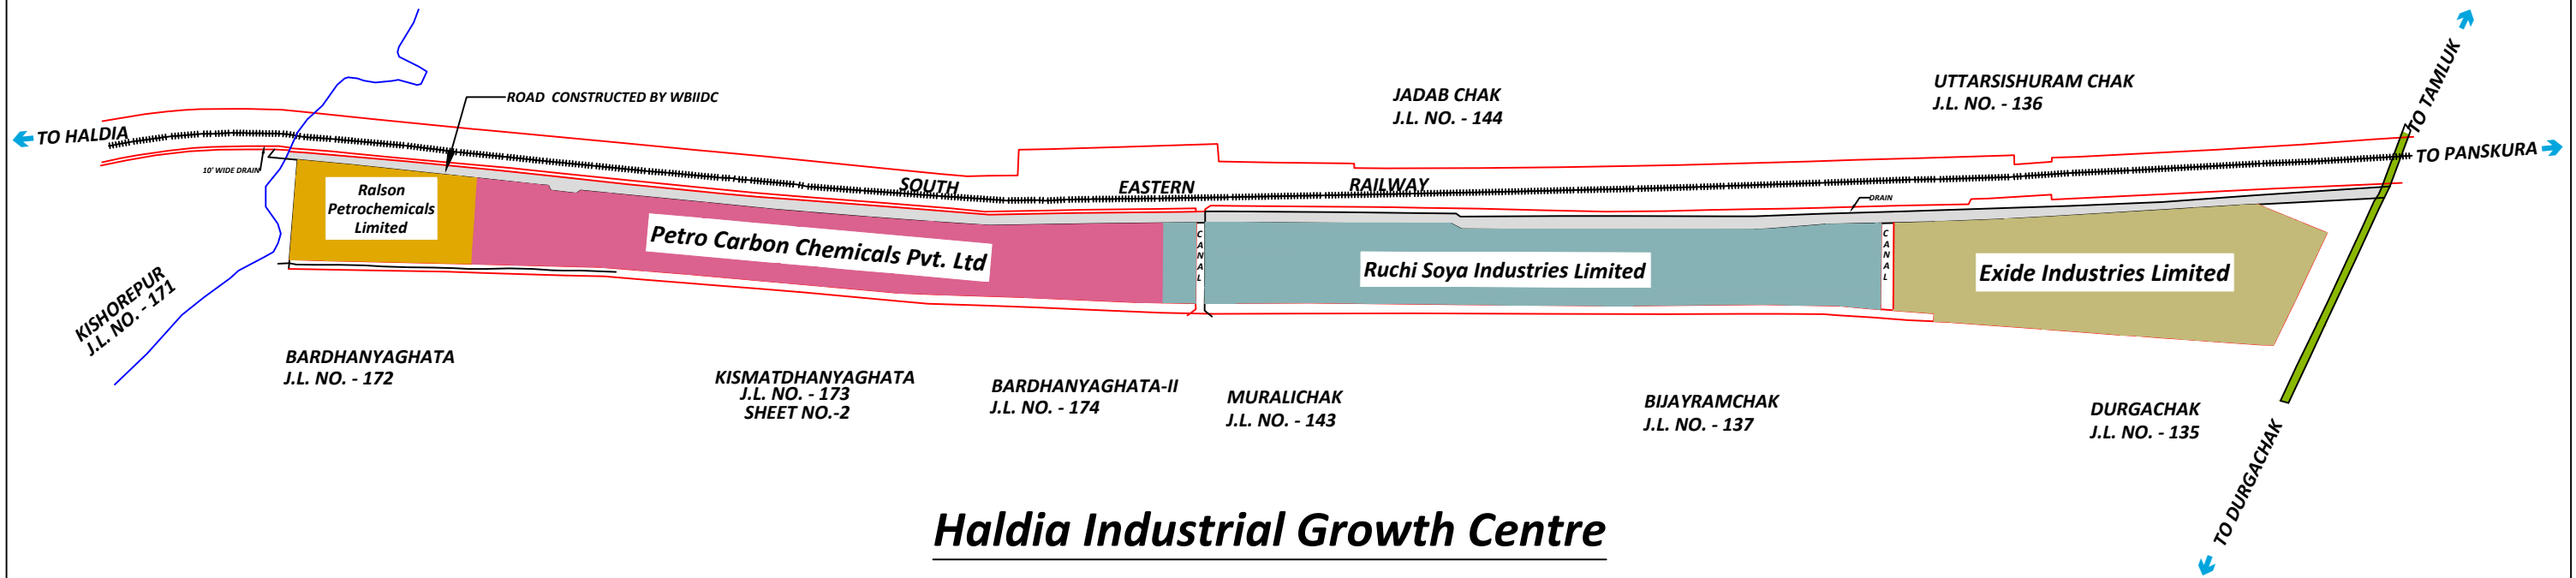 JADAB CHAK
J.L. NO. - 144
UTTARSISHURAM CHAK
J.L. NO. - 136
TO TAMLUK
ROAD  CONSTRUCTED BY WBIIDC
TO HALDIA
TO PANSKURA
10' WIDE DRAIN
SOUTH EASTERN RAILWAY
DRAIN
Ralson
Petrochemicals
Limited
Petro Carbon Chemicals Pvt. Ltd
CANAL
Ruchi Soya Industries Limited
CANAL
Exide Industries Limited
KISHOREPUR
J.L. NO. - 171
BARDHANYAGHATA
J.L. NO. - 172
KISMATDHANYAGHATA
J.L. NO. - 173
SHEET NO.-2
BARDHANYAGHATA-II
J.L. NO. - 174
MURALICHAK
J.L. NO. - 143
BIJAYRAMCHAK
J.L. NO. - 137
DURGACHAK
J.L. NO. - 135
TO DURGACHAK
Haldia Industrial Growth Centre